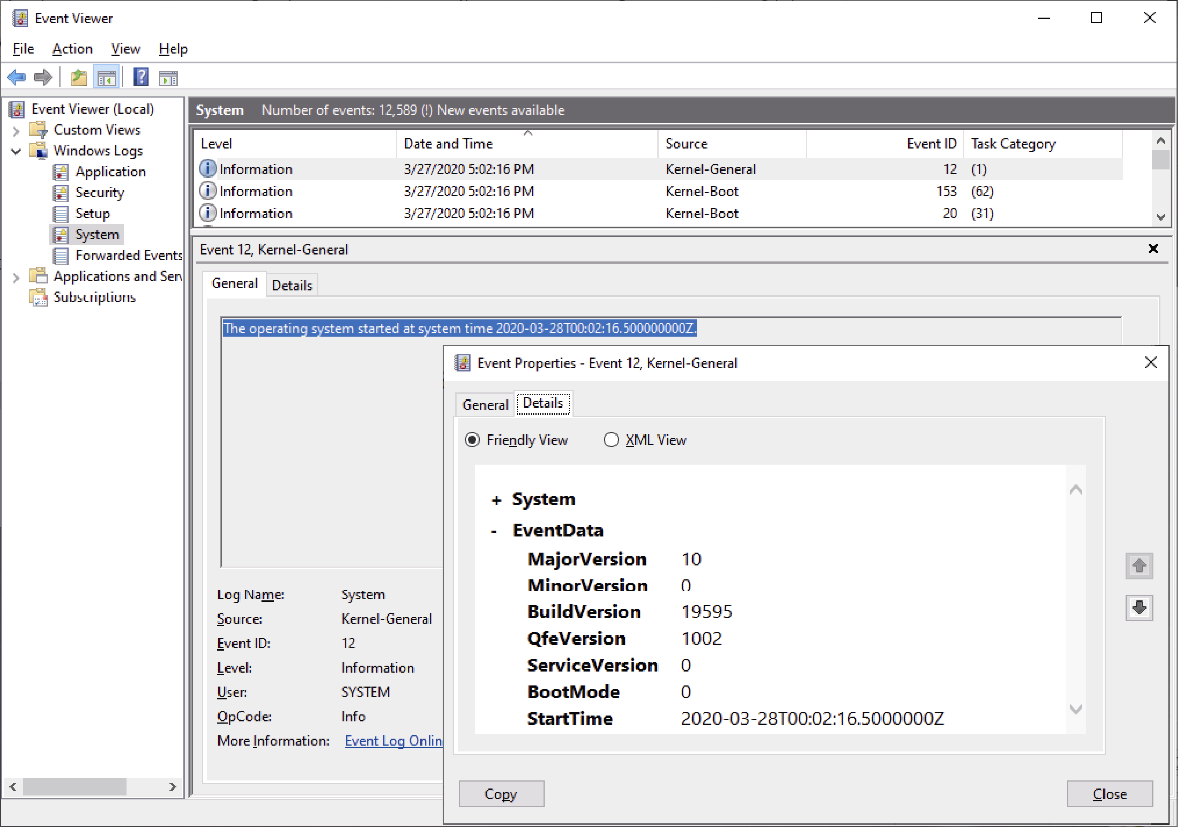 Event Viewer
File Action View Help
Event Viewer (Local)
Custom Views
Windows Logs
Application
Security
Setup
System
Forwarded Events
Applications and Serv
Subscriptions
System Number of events: 12,589 (!) New events available
Level Date and Time Source Event ID Task Category
Information 3/27/2020 5:02:16 PM Kernel-General 12 (1)
Information 3/27/2020 5:02:16 PM Kernel-Boot 153 (62)
Information 3/27/2020 5:02:16 PM Kernel-Boot 20 (31)
Event 12, Kernel-General
General Details
The operating system started at system time 2020-03-28T00:02:16.500000000Z.
Log Name: System
Source: Kernel-General
Event ID: 12
Level: Information
User: SYSTEM
OpCode: Info
More Information: Event Log Onlin
Event Properties - Event 12, Kernel-General
General Details
Friendly View XML View
+ System
- EventData
MajorVersion 10
MinorVersion 0
BuildVersion 19595
QfeVersion 1002
ServiceVersion 0
BootMode 0
StartTime 2020-03-28T00:02:16.5000000Z
Copy Close